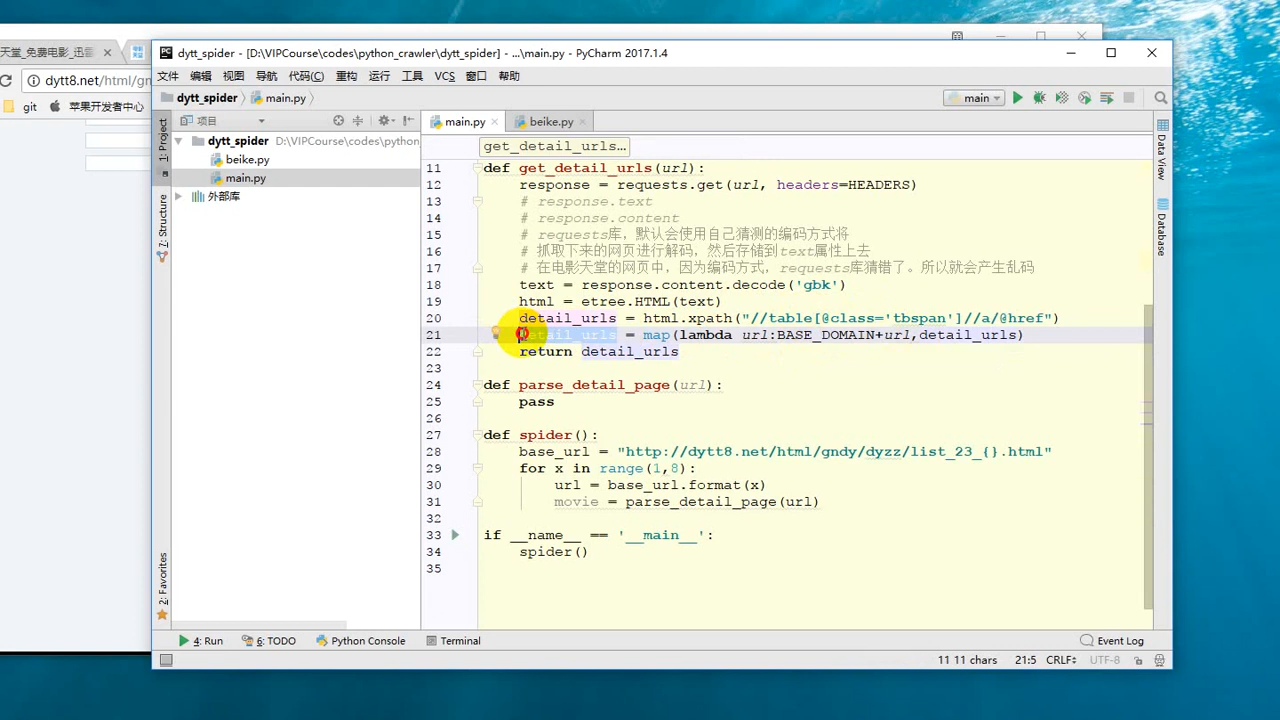 天堂_免费电影_迅雷
dytt8.net/html/gn
git 苹果开发者中心
dytt_spider - [D:\VIPCourse\codes\python_crawler\dytt_spider] - ...\main.py - PyCharm 2017.1.4
文件 编辑 视图 导航 代码(C) 重构 运行 工具 VCS 窗口 帮助
dytt_spider main.py main
项目 main.py beike.py
1: Project
7: Structure
2: Favorites
dytt_spider D:\VIPCourse\codes\python_
beike.py
main.py
外部库
get_detail_urls...
11 def get_detail_urls(url):
12 response = requests.get(url, headers=HEADERS)
13 # response.text
14 # response.content
15 # requests库，默认会使用自己猜测的编码方式将
16 # 抓取下来的网页进行解码，然后存储到text属性上去
17 # 在电影天堂的网页中，因为编码方式，requests库猜错了。所以就会产生乱码
18 text = response.content.decode('gbk')
19 html = etree.HTML(text)
20 detail_urls = html.xpath("//table[@class='tbspan']//a/@href")
21 detail_urls = map(lambda url:BASE_DOMAIN+url,detail_urls)
22 return detail_urls
23
24 def parse_detail_page(url):
25 pass
26
27 def spider():
28 base_url = "http://dytt8.net/html/gndy/dyzz/list_23_{}.html"
29 for x in range(1,8):
30 url = base_url.format(x)
31 movie = parse_detail_page(url)
32
33 if __name__ == '__main__':
34 spider()
35
Data View
Database
4: Run 6: TODO Python Console Terminal Event Log
11 11 chars 21:5 CRLF UTF-8